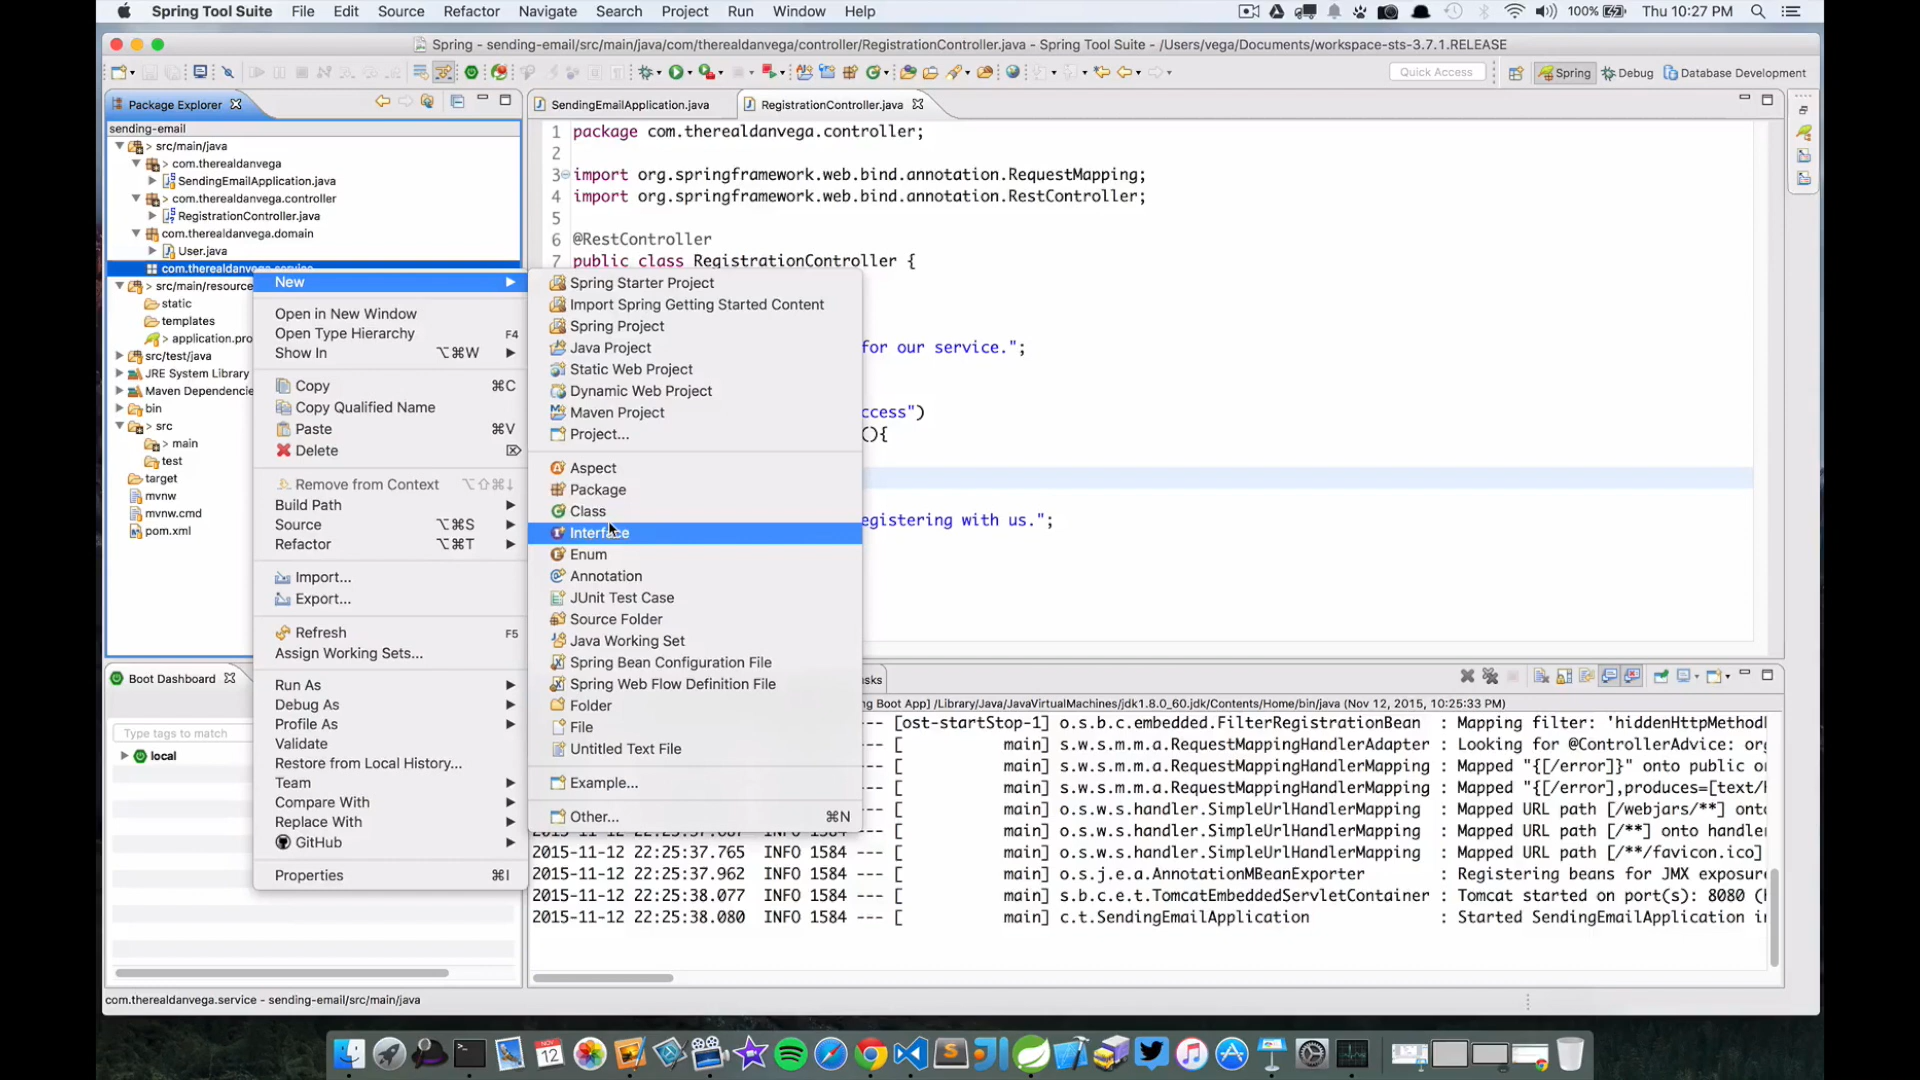 Spring Tool Suite File Edit Source Refactor Navigate Search Project Run Window Help 100% Thu 10:27 PM
Spring - sending-email/src/main/java/com/therealdanvega/controller/RegistrationController.java - Spring Tool Suite - /Users/vega/Documents/workspace-sts-3.7.1.RELEASE
Quick Access Spring Debug Database Development
Package Explorer
SendingEmailApplication.java RegistrationController.java
sending-email
> src/main/java
> com.therealdanvega
SendingEmailApplication.java
> com.therealdanvega.controller
RegistrationController.java
com.therealdanvega.domain
User.java
com.therealdanvega.service
> src/main/resource
static
templates
> application.pro
src/test/java
JRE System Library
Maven Dependencie
bin
> src
> main
test
target
mvnw
mvnw.cmd
pom.xml
1 package com.therealdanvega.controller;
2
3 import org.springframework.web.bind.annotation.RequestMapping;
4 import org.springframework.web.bind.annotation.RestController;
5
6 @RestController
7 public class RegistrationController {
for our service.";
ccess")
(){
egistering with us.";
New
Open in New Window
Open Type Hierarchy F4
Show In ⌥⌘W
Copy ⌘C
Copy Qualified Name
Paste ⌘V
Delete ⌦
Remove from Context ⌥⇧⌘↓
Build Path
Source ⌥⌘S
Refactor ⌥⌘T
Import...
Export...
Refresh F5
Assign Working Sets...
Run As
Debug As
Profile As
Validate
Restore from Local History...
Team
Compare With
Replace With
GitHub
Properties ⌘I
Spring Starter Project
Import Spring Getting Started Content
Spring Project
Java Project
Static Web Project
Dynamic Web Project
Maven Project
Project...
Aspect
Package
Class
Interface
Enum
Annotation
JUnit Test Case
Source Folder
Java Working Set
Spring Bean Configuration File
Spring Web Flow Definition File
Folder
File
Untitled Text File
Example...
Other... ⌘N
Boot Dashboard
Type tags to match
local
sks
ng Boot App] /Library/Java/JavaVirtualMachines/jdk1.8.0_60.jdk/Contents/Home/bin/java (Nov 12, 2015, 10:25:33 PM)
--- [ost-startStop-1] o.s.b.c.embedded.FilterRegistrationBean : Mapping filter: 'hiddenHttpMethod
--- [ main] s.w.s.m.m.a.RequestMappingHandlerAdapter : Looking for @ControllerAdvice: org
--- [ main] s.w.s.m.m.a.RequestMappingHandlerMapping : Mapped "{[/error]}" onto public or
--- [ main] s.w.s.m.m.a.RequestMappingHandlerMapping : Mapped "{[/error],produces=[text/h
--- [ main] o.s.w.s.handler.SimpleUrlHandlerMapping : Mapped URL path [/webjars/**] onto
--- [ main] o.s.w.s.handler.SimpleUrlHandlerMapping : Mapped URL path [/**] onto handler
2015-11-12 22:25:37.765 INFO 1584 --- [ main] o.s.w.s.handler.SimpleUrlHandlerMapping : Mapped URL path [/**/favicon.ico]
2015-11-12 22:25:37.962 INFO 1584 --- [ main] o.s.j.e.a.AnnotationMBeanExporter : Registering beans for JMX exposure
2015-11-12 22:25:38.077 INFO 1584 --- [ main] s.b.c.e.t.TomcatEmbeddedServletContainer : Tomcat started on port(s): 8080 (h
2015-11-12 22:25:38.080 INFO 1584 --- [ main] c.t.SendingEmailApplication : Started SendingEmailApplication in
com.therealdanvega.service - sending-email/src/main/java
NOV 12